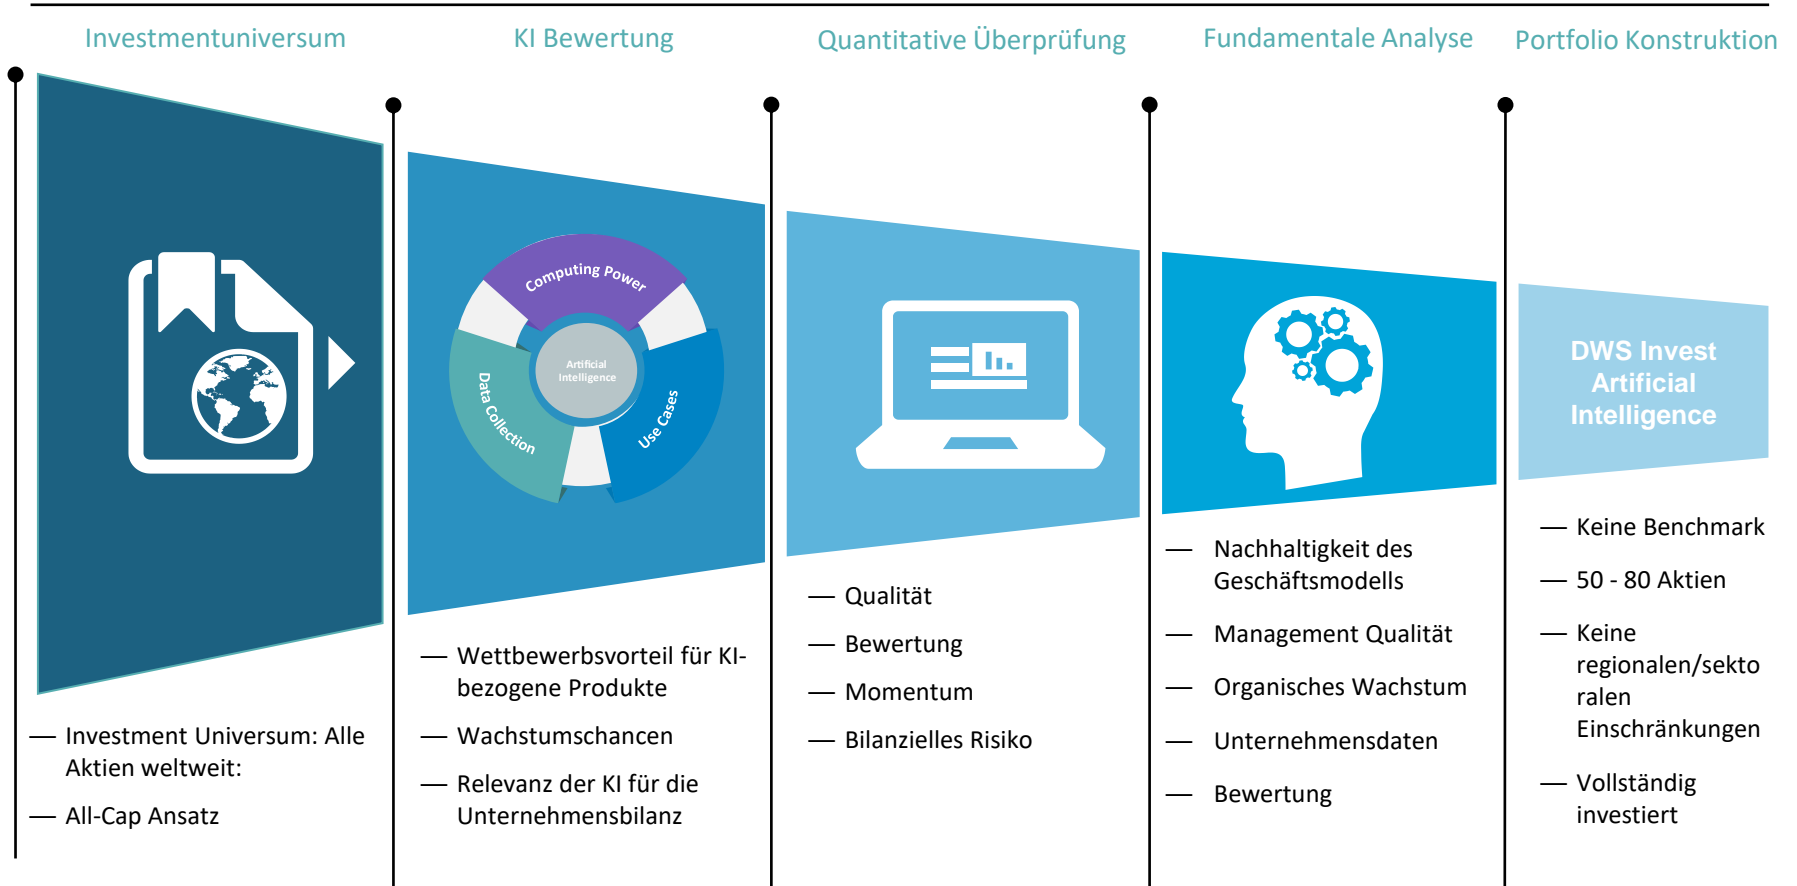 Investmentuniversum
KI Bewertung
Quantitative Überprüfung
Fundamentale Analyse
Portfolio Konstruktion
Computing Power
Data Collection
Use Cases
Artificial
Intelligence
DWS Invest
Artificial
Intelligence
— Investment Universum: Alle
Aktien weltweit:
— All-Cap Ansatz
— Wettbewerbsvorteil für KI-
bezogene Produkte
— Wachstumschancen
— Relevanz der KI für die
Unternehmensbilanz
— Qualität
— Bewertung
— Momentum
— Bilanzielles Risiko
— Nachhaltigkeit des
Geschäftsmodells
— Management Qualität
— Organisches Wachstum
— Unternehmensdaten
— Bewertung
— Keine Benchmark
— 50 - 80 Aktien
— Keine
regionalen/sekto
ralen
Einschränkungen
— Vollständig
investiert